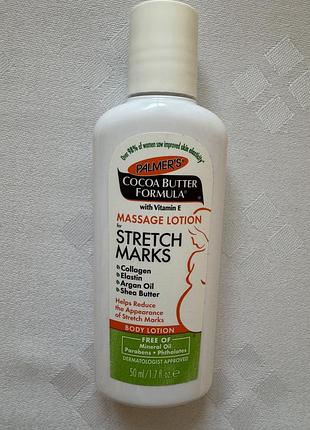 Over 98% of women saw improved skin elasticity*
PALMER'S®
COCOA BUTTER
FORMULA®
with Vitamin E
MASSAGE LOTION
for
STRETCH
MARKS
Collagen
Elastin
Argan Oil
Shea Butter
Helps Reduce
the Appearance
of Stretch Marks
BODY LOTION
FREE OF
Mineral Oil
Parabens • Phthalates
DERMATOLOGIST APPROVED
50 ml/1.7 fl. oz. e